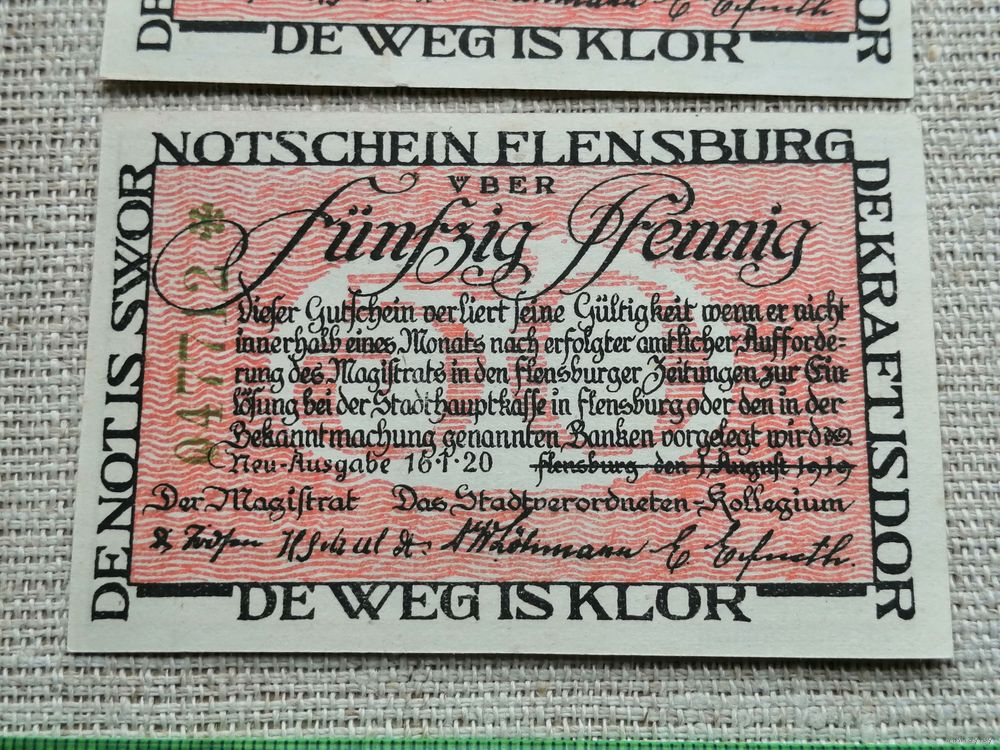 DE WEG IS KLOR
NOTSCHEIN FLENSBURG
DE NOT IS SWOR
DE KRAFT IS DOR
ÜBER
fünfzig Pfennig
047712*
Dieser Gutschein verliert seine Gültigkeit wenn er nicht
innerhalb eines Monats nach erfolgter amtlicher Aufforde=
rung des Magistrats in den Flensburger Zeitungen zur Ein=
lösung bei der Stadthauptkasse in Flensburg oder den in der
Bekanntmachung genannten Banken vorgelegt wird
Neu-Ausgabe 16·1·20 Flensburg den 1. August 1919
Der Magistrat Das Stadtverordneten-Kollegium
DE WEG IS KLOR